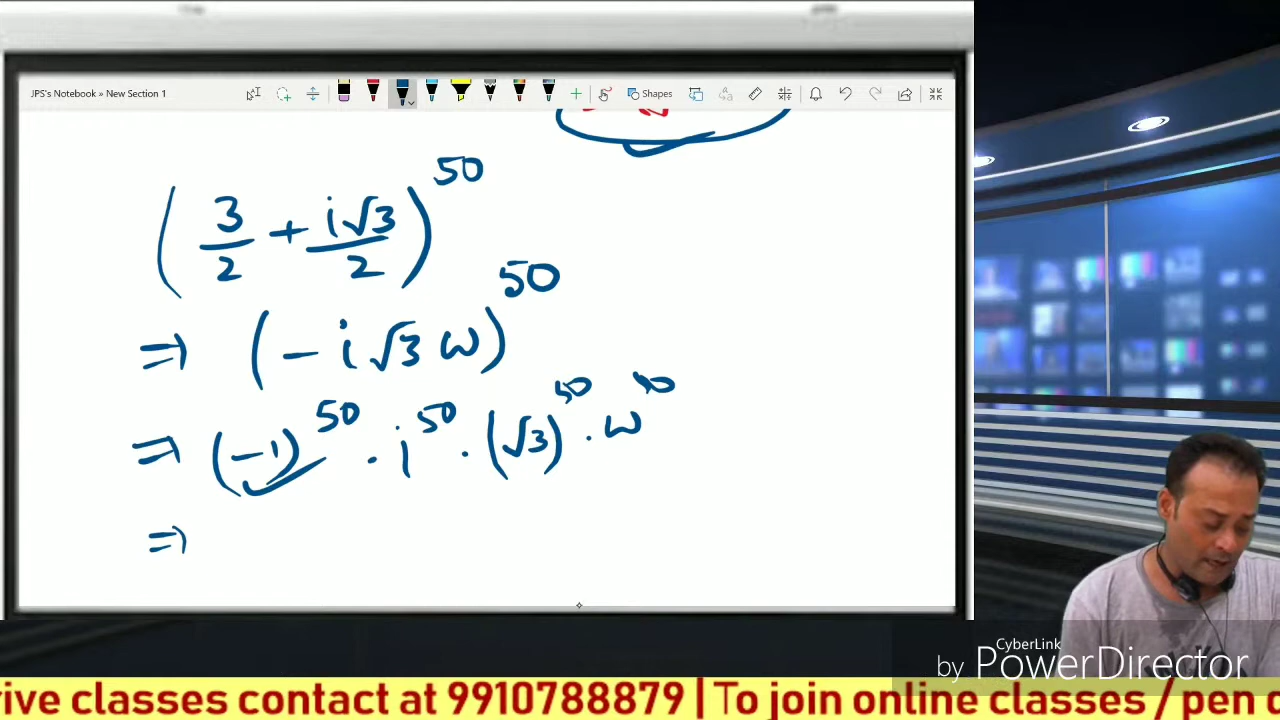 JPS's Notebook » New Section 1
Shapes
(3/2 + i√3/2)^50
⇒ (- i√3 ω)^50
⇒ (-1)^50 · i^50 · (√3)^50 · ω^50
⇒
CyberLink
by PowerDirector
rive classes contact at 9910788879 | To join online classes / pen d